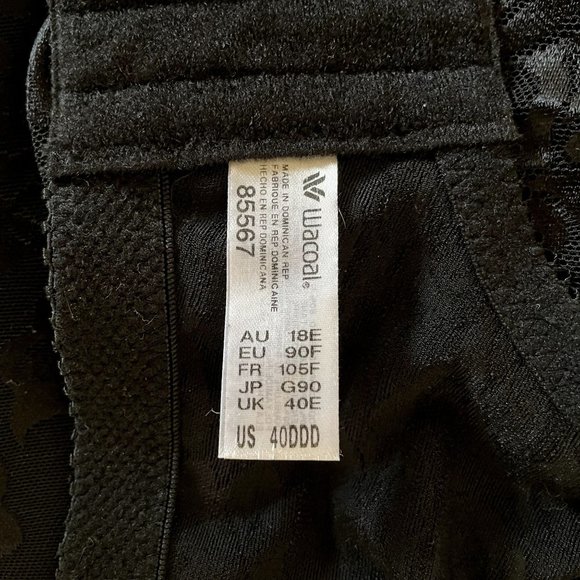 wacoal®
MADE IN DOMINICAN REP
FABRIQUE EN REP DOMINICAINE
HECHO EN REP DOMINICANA
85567
AU 18E
EU 90F
FR 105F
JP G90
UK 40E
US 40DDD